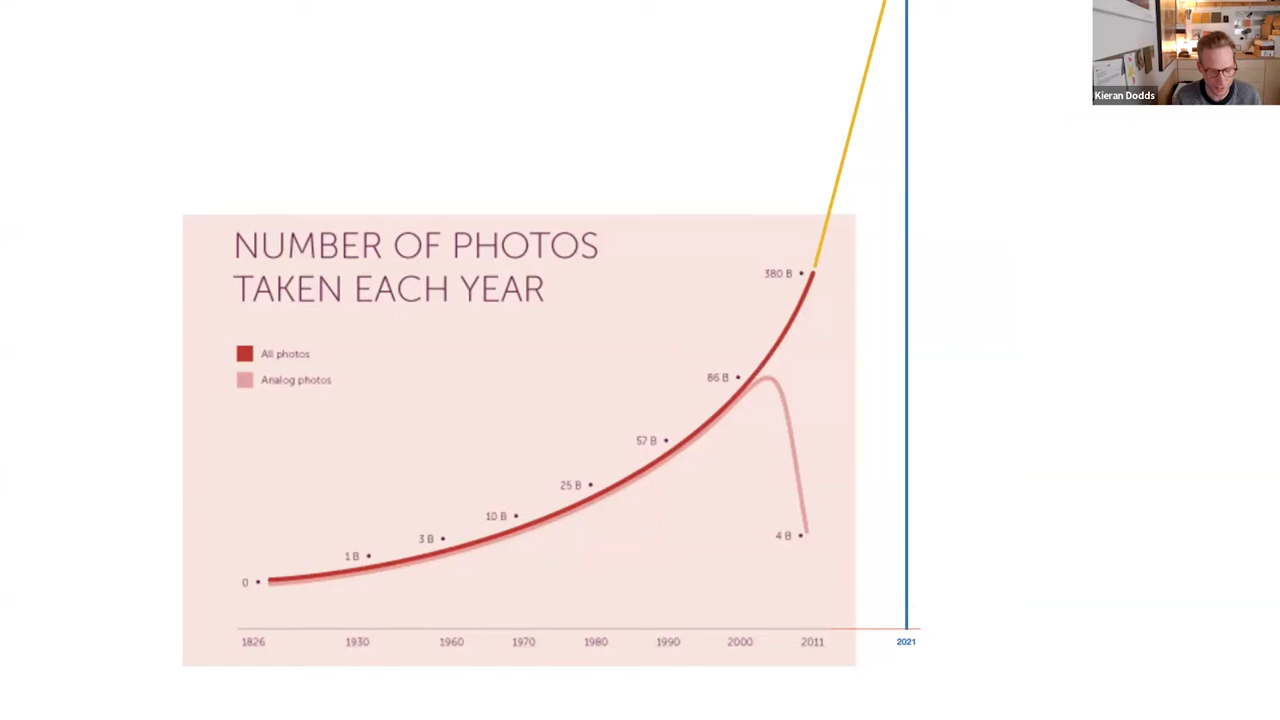 Kieran Dodds
NUMBER OF PHOTOS
TAKEN EACH YEAR
All photos
Analog photos
380 B
86 B
57 B
25 B
10 B
3 B
1 B
0
4 B
1826 1930 1960 1970 1980 1990 2000 2011 2021